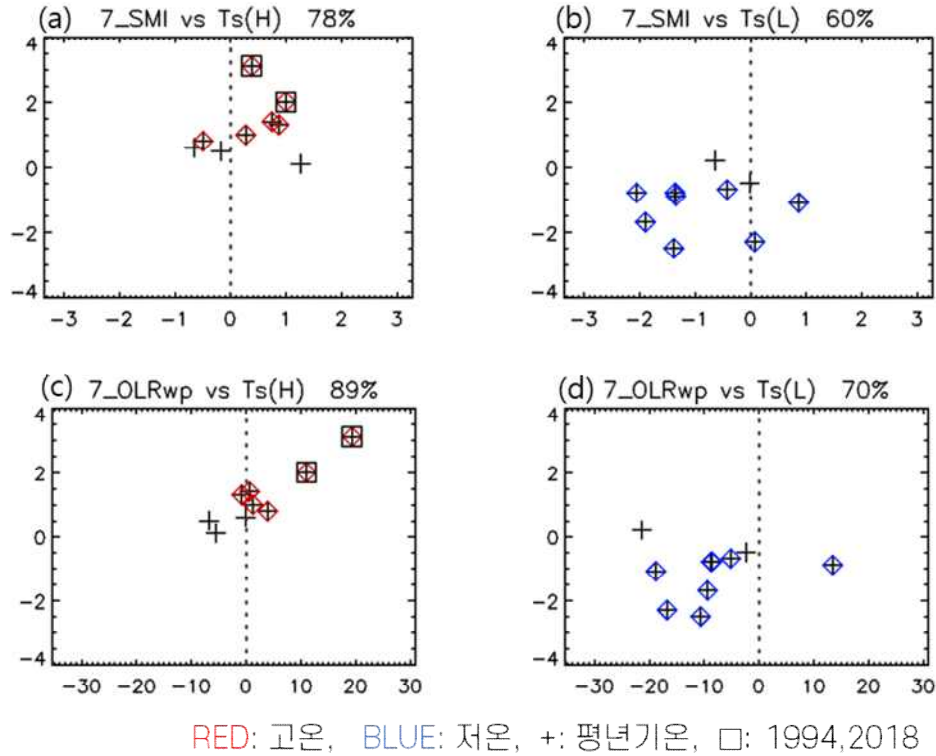 (a) 7_SMI vs Ts(H) 78%
4
2
0
-2
-4
-3 -2 -1 0 1 2 3
(b) 7_SMI vs Ts(L) 60%
4
2
0
-2
-4
-3 -2 -1 0 1 2 3
(c) 7_OLRwp vs Ts(H) 89%
4
2
0
-2
-4
-30 -20 -10 0 10 20 30
(d) 7_OLRwp vs Ts(L) 70%
4
2
0
-2
-4
-30 -20 -10 0 10 20 30
RED: 고온, BLUE: 저온, +: 평년기온, □: 1994,2018